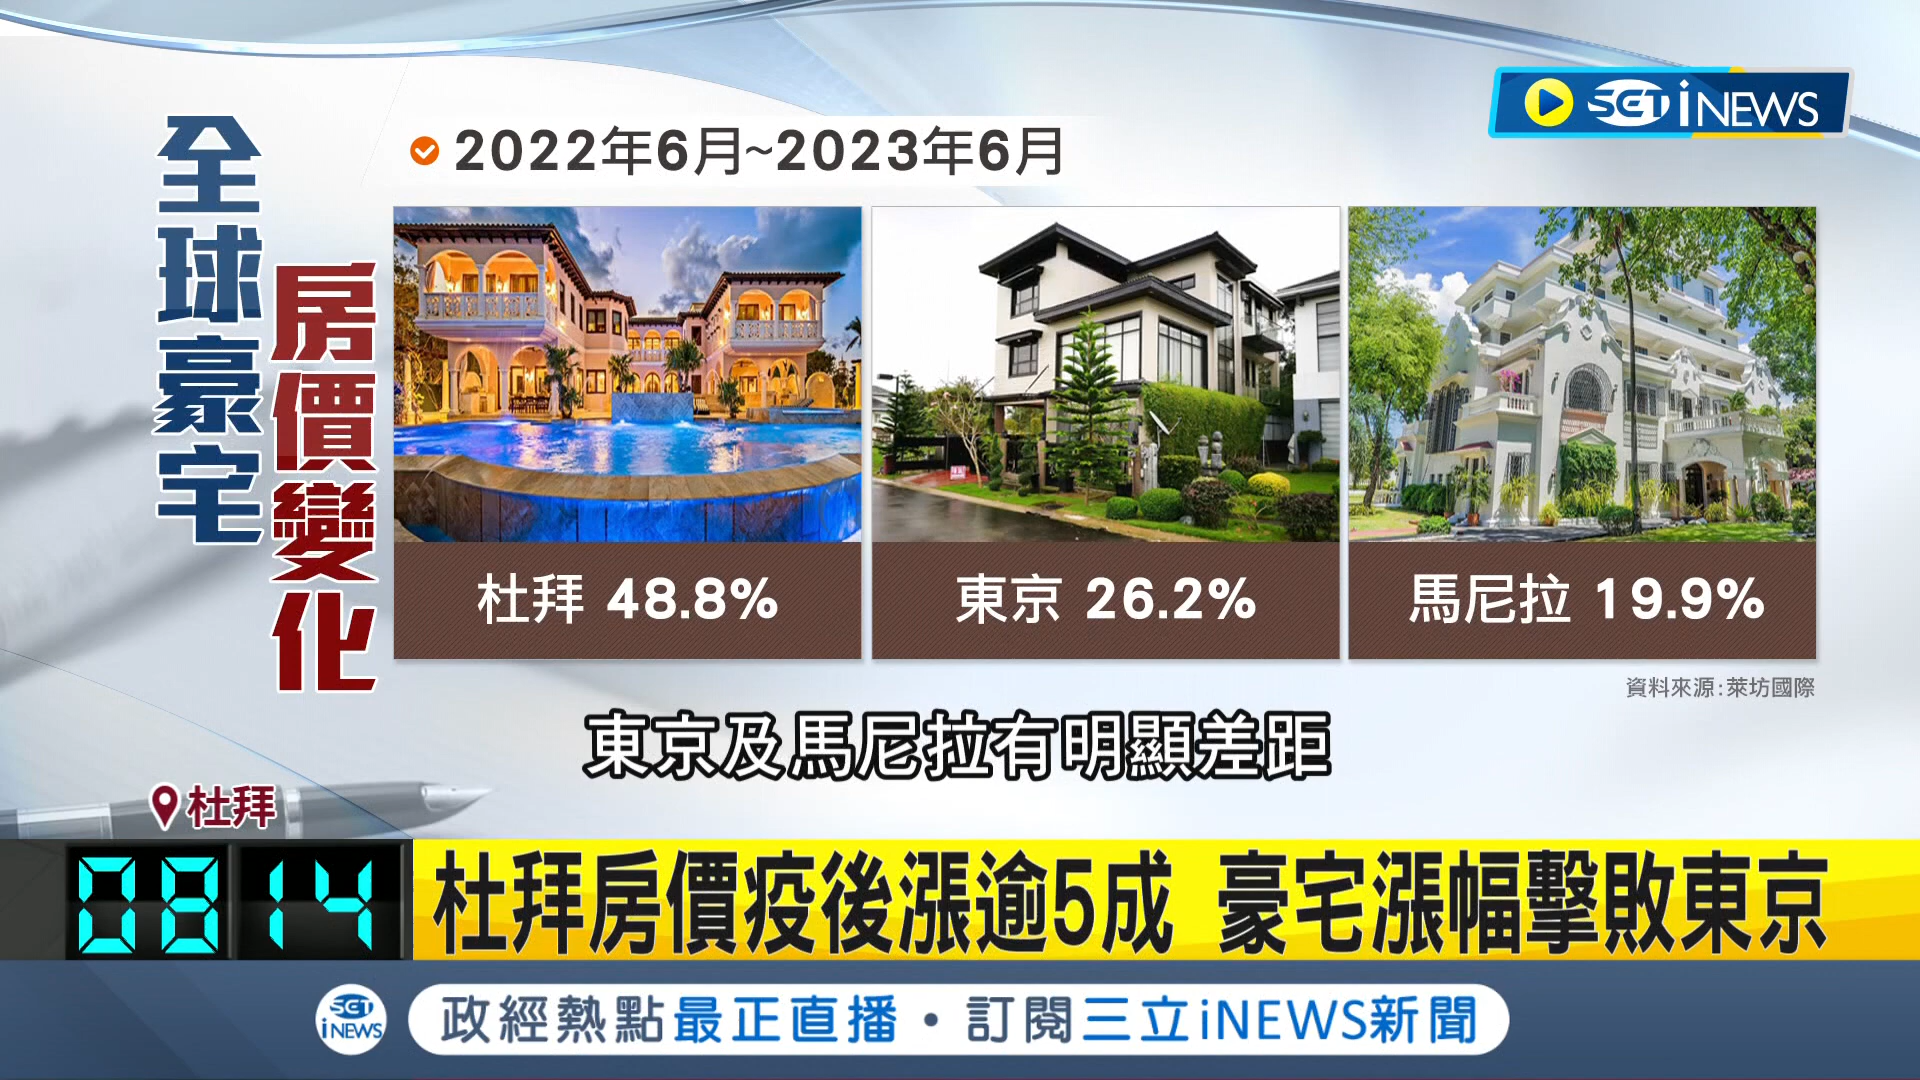 SET iNEWS
全球豪宅
房價變化
2022年6月~2023年6月
杜拜 48.8%
東京 26.2%
馬尼拉 19.9%
資料來源:萊坊國際
東京及馬尼拉有明顯差距
杜拜
08 14
杜拜房價疫後漲逾5成 豪宅漲幅擊敗東京
SET iNEWS
政經熱點最正直播・訂閱三立iNEWS新聞